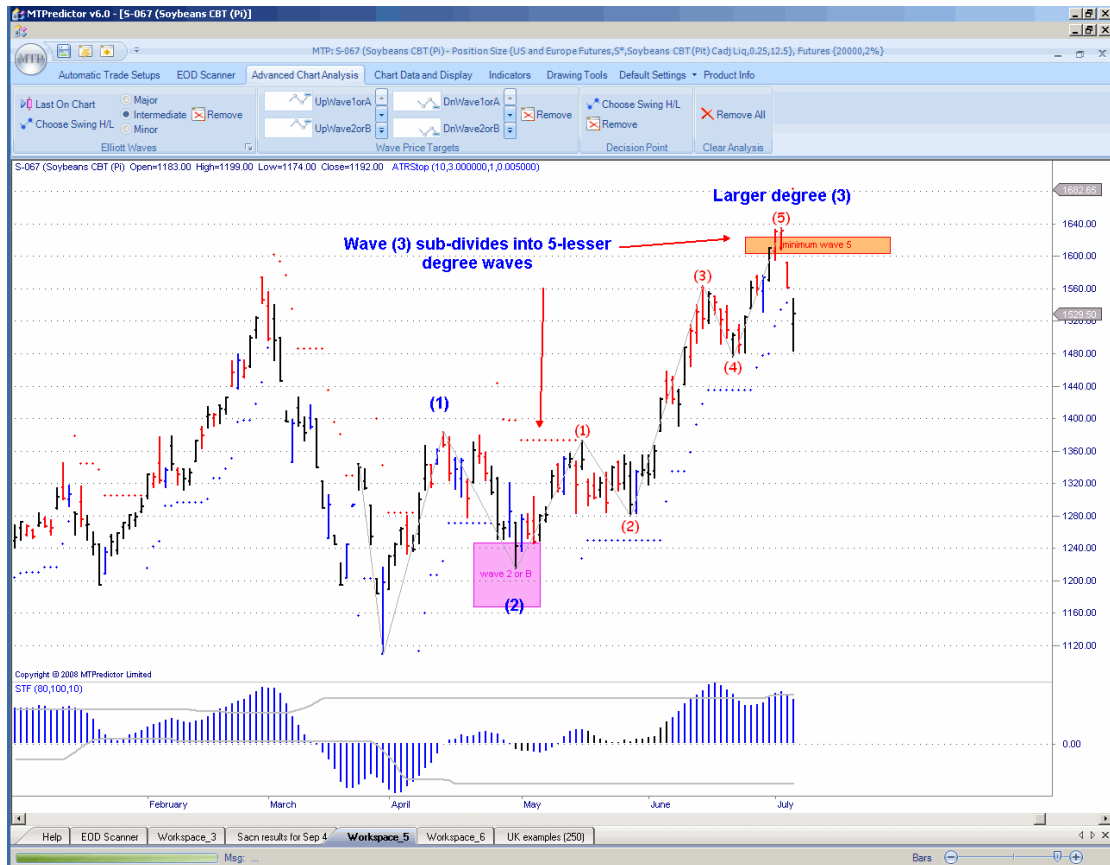 MTPredictor v6.0 - [S-067 (Soybeans CBT (Pi)]
MTP: S-067 (Soybeans CBT(Pi) - Position Size {US and Europe Futures,S*,Soybeans CBT(Pit) Cadj Liq,0.25,12.5}, Futures {20000,2%}
MTP
Automatic Trade Setups EOD Scanner Advanced Chart Analysis Chart Data and Display Indicators Drawing Tools Default Settings Product Info
Last On Chart
Choose Swing H/L
Major
Intermediate
Minor
Remove
Elliott Waves
UpWave1orA
UpWave2orB
DnWave1orA
DnWave2orB
Remove
Wave Price Targets
Choose Swing H/L
Remove
Decision Point
Remove All
Clear Analysis
S-067 (Soybeans CBT (Pi) Open=1183.00 High=1199.00 Low=1174.00 Close=1192.00 ATRStop (10,3.000000,1,0.005000)
Larger degree (3)
1682.65
(5)
1640.00
minimum wave 5
Wave (3) sub-divides into 5-lesser
degree waves
1600.00
(3)
1560.00
1529.50
1520.00
1480.00
(4)
1440.00
(1)
1400.00
(1)
1360.00
1320.00
1280.00
(2)
1240.00
wave 2 or B
1200.00
(2)
1160.00
1120.00
Copyright © 2008 MTPredictor Limited
STF (80,100,10)
0.00
February March April May June July
Help EOD Scanner Workspace_3 Sacn results for Sep 4 Workspace_5 Workspace_6 UK examples (250)
Msg: ...
Bars